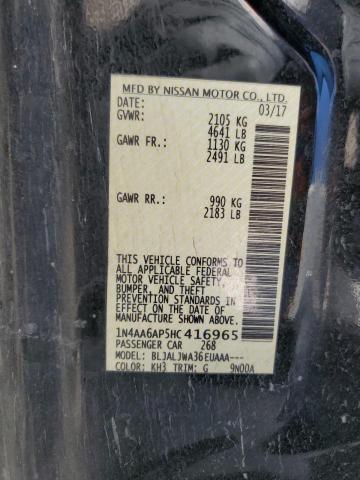 MFD BY NISSAN MOTOR CO., LTD.
DATE: 03/17
GVWR: 2105 KG
4641 LB
GAWR FR.: 1130 KG
2491 LB
GAWR RR.: 990 KG
2183 LB
THIS VEHICLE CONFORMS TO
ALL APPLICABLE FEDERAL
MOTOR VEHICLE SAFETY,
BUMPER, AND THEFT
PREVENTION STANDARDS IN
EFFECT ON THE DATE OF
MANUFACTURE SHOWN ABOVE.
1N4AA6AP5HC416965
PASSENGER CAR 268
MODEL: BLJALJWA36EUAAA---
COLOR: KH3 TRIM: G 9N00A